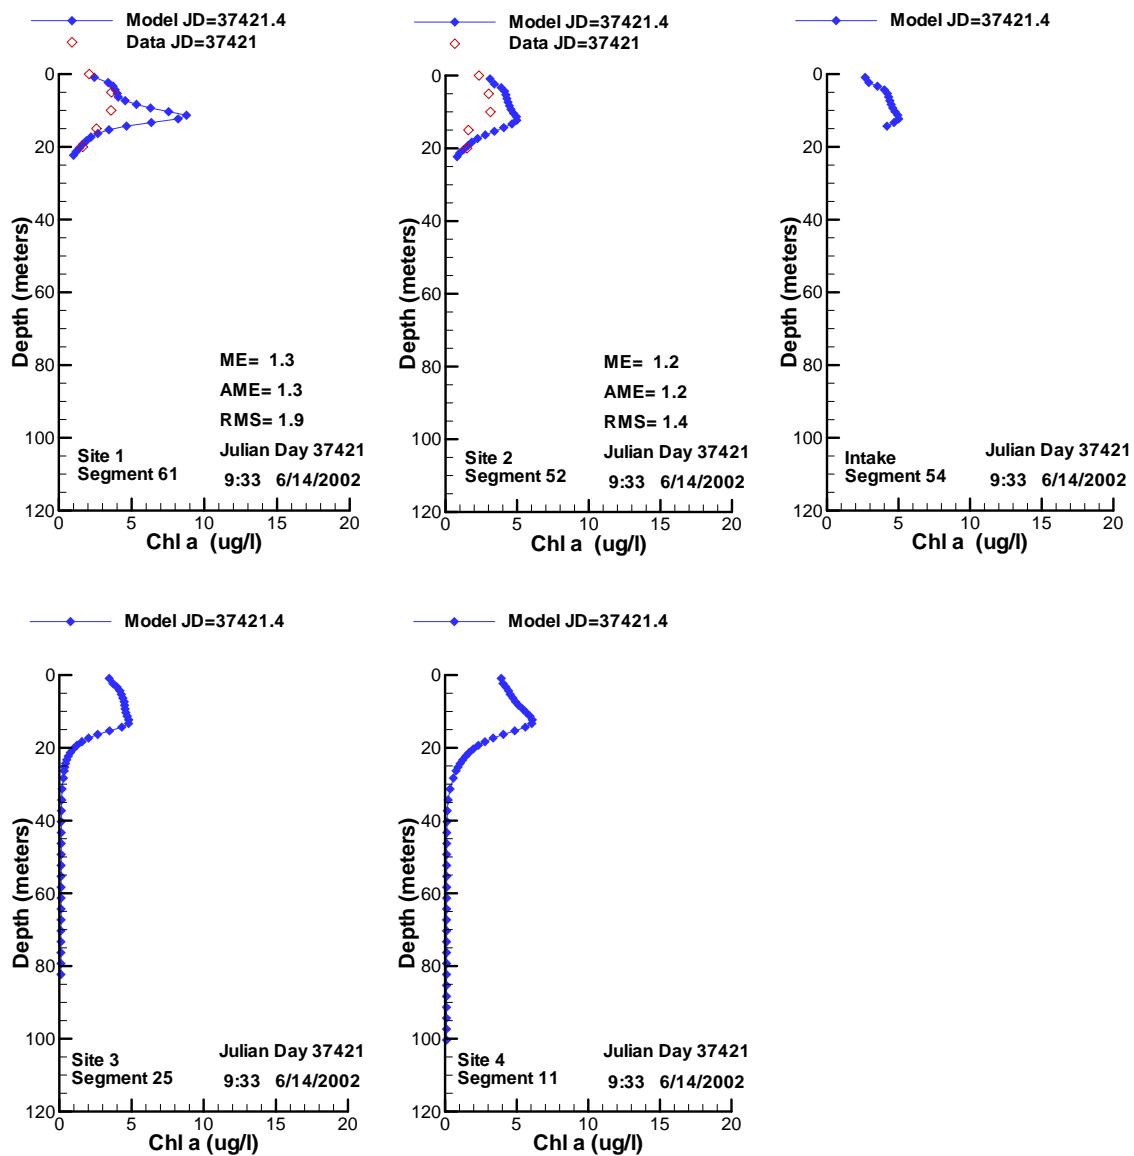 Model JD=37421.4
Data JD=37421
0
20
40
60
80
100
120
Depth (meters)
ME= 1.3
AME= 1.3
RMS= 1.9
Julian Day 37421
9:33 6/14/2002
Site 1
Segment 61
0 5 10 15 20
Chl a (ug/l)
Model JD=37421.4
Data JD=37421
0
20
40
60
80
100
120
Depth (meters)
ME= 1.2
AME= 1.2
RMS= 1.4
Julian Day 37421
9:33 6/14/2002
Site 2
Segment 52
0 5 10 15 20
Chl a (ug/l)
Model JD=37421.4
0
20
40
60
80
100
120
Depth (meters)
Julian Day 37421
9:33 6/14/2002
Intake
Segment 54
0 5 10 15 20
Chl a (ug/l)
Model JD=37421.4
0
20
40
60
80
100
120
Depth (meters)
Julian Day 37421
9:33 6/14/2002
Site 3
Segment 25
0 5 10 15 20
Chl a (ug/l)
Model JD=37421.4
0
20
40
60
80
100
120
Depth (meters)
Julian Day 37421
9:33 6/14/2002
Site 4
Segment 11
0 5 10 15 20
Chl a (ug/l)